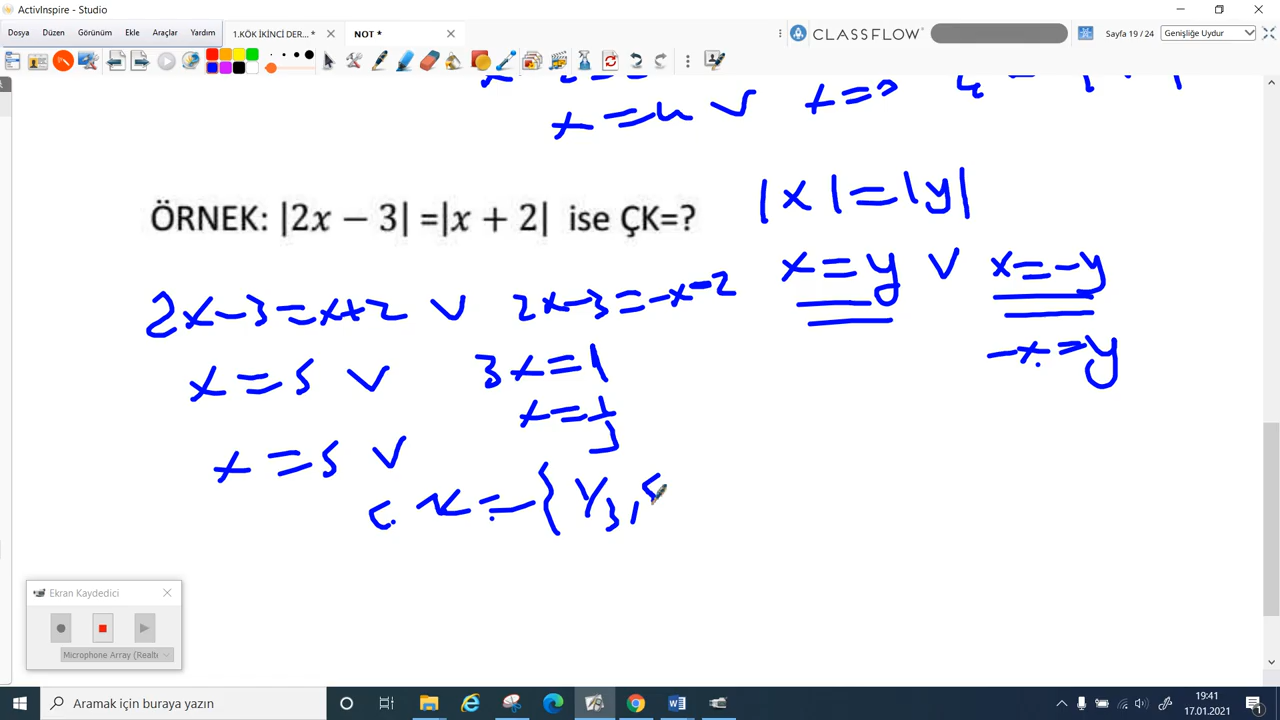 ActivInspire - Studio
Dosya Düzen Görünüm Ekle Araçlar Yardım
1.KÖK İKİNCİ DER...* NOT *
CLASSFLOW
Sayfa 19 / 24
Genişliğe Uydur
x = 4 ∨
|x| = |y|
ÖRNEK: |2x − 3| =|x + 2| ise ÇK=?
x = y ∨ x = -y
2x-3 = x+2 ∨ 2x-3 = -x-2
-x = y
x = 5 ∨ 3x = 1
x = 1/3
x = 5 ∨
Ç.K = { 1/3, 5
Ekran Kaydedici
Microphone Array (Realt
Aramak için buraya yazın
19:41
17.01.2021
1